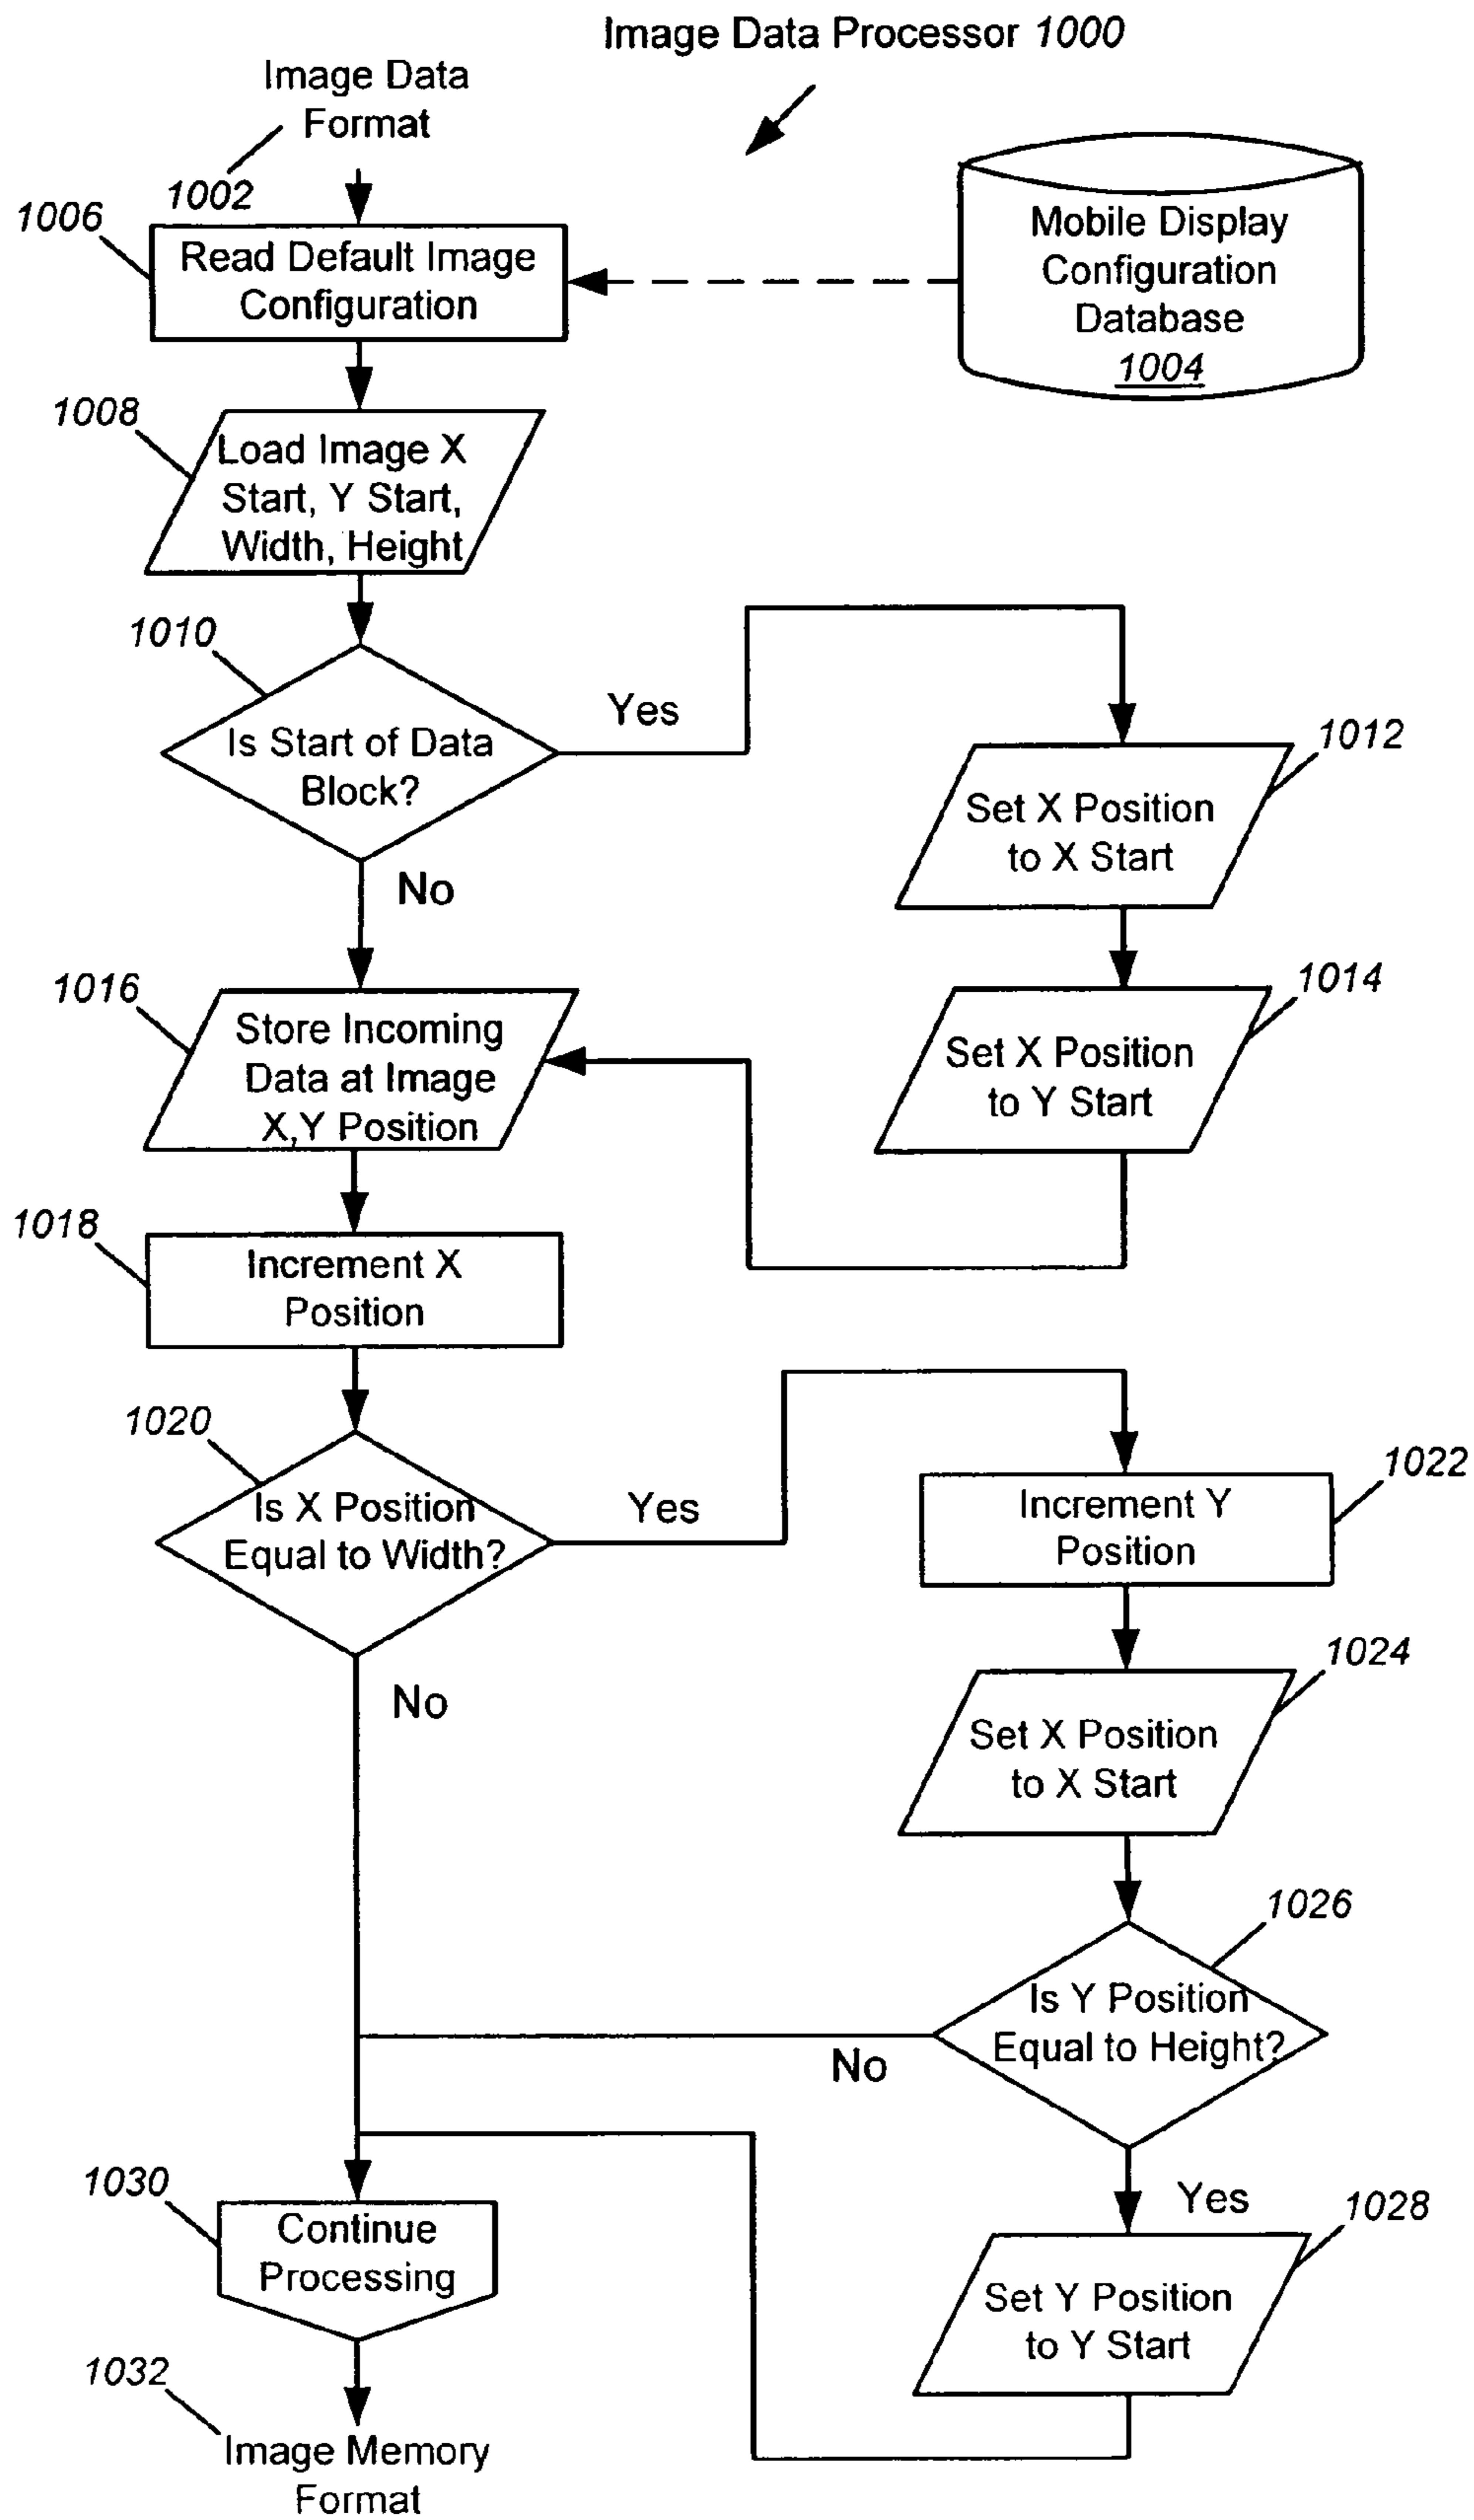 Image Data Processor 1000
Image Data
Format
1002
1006
Read Default Image
Configuration
Mobile Display
Configuration
Database
1004
1008
Load Image X
Start, Y Start,
Width, Height
1010
Is Start of Data
Block?
Yes
No
1012
Set X Position
to X Start
1014
Set X Position
to Y Start
1016
Store Incoming
Data at Image
X,Y Position
1018
Increment X
Position
1020
Is X Position
Equal to Width?
Yes
No
1022
Increment Y
Position
1024
Set X Position
to X Start
1026
Is Y Position
Equal to Height?
No
Yes
1028
Set Y Position
to Y Start
1030
Continue
Processing
1032
Image Memory
Format